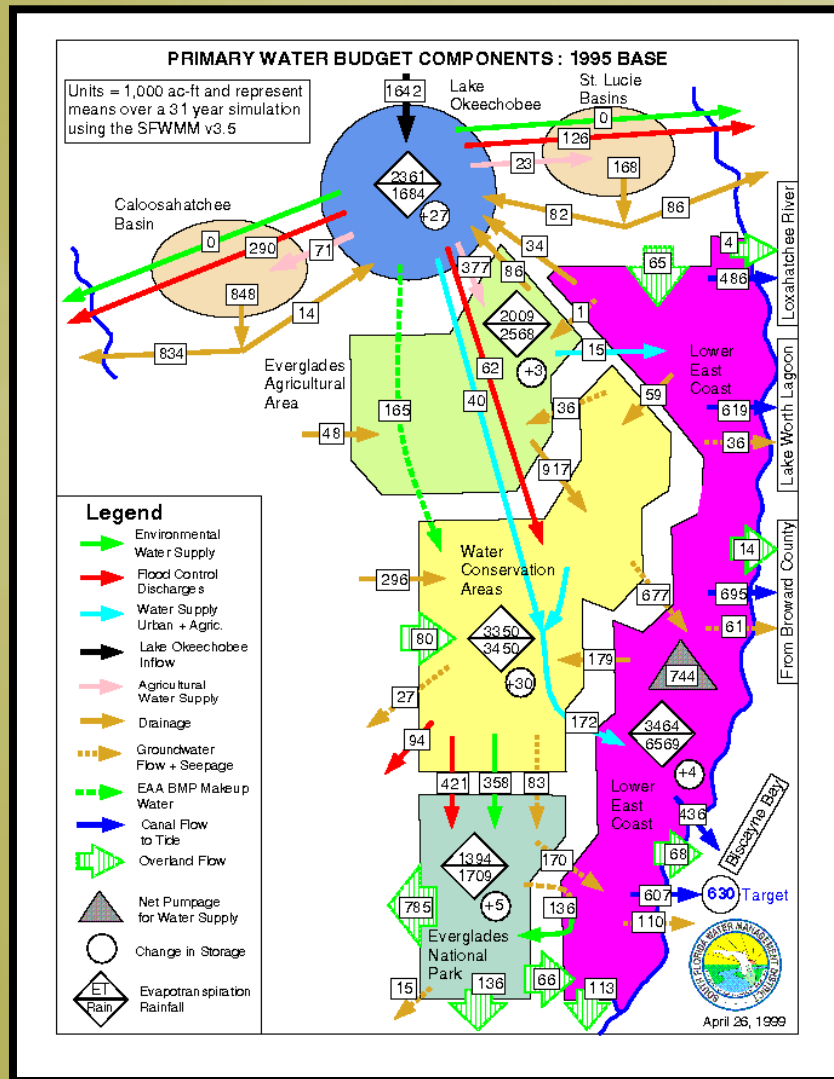 PRIMARY WATER BUDGET COMPONENTS : 1995 BASE
Units = 1,000 ac-ft and represent
means over a 31 year simulation
using the SFWMM v3.5
1642
Lake
Okeechobee
St. Lucie
Basins
0
126
23
168
2361
1684
+27
82
86
Caloosahatchee
Basin
0
290
71
848
14
834
34
377
86
65
4
486
Loxahatchee River
2009
2568
+3
1
15
Lower
East
Coast
Everglades
Agricultural
Area
62
40
165
48
36
59
917
619
36
Lake Worth Lagoon
Legend
Environmental
Water Supply
Flood Control
Discharges
Water Supply
Urban + Agric.
Lake Okeechobee
Inflow
Agricultural
Water Supply
Drainage
Groundwater
Flow + Seepage
EAA BMP Makeup
Water
Canal Flow
to Tide
Overland Flow
Net Pumpage
for Water Supply
Change in Storage
ET
Rain
Evapotranspiration
Rainfall
Water
Conservation
Areas
296
80
3350
3450
+30
27
94
677
179
172
14
695
61
From Broward County
744
3464
6569
+4
Lower
East
Coast
436
68
Biscayne Bay
421
358
83
1394
1709
+5
170
136
785
Everglades
National
Park
607
630
Target
110
15
136
66
113
SOUTH FLORIDA WATER MANAGEMENT DISTRICT
April 26, 1999